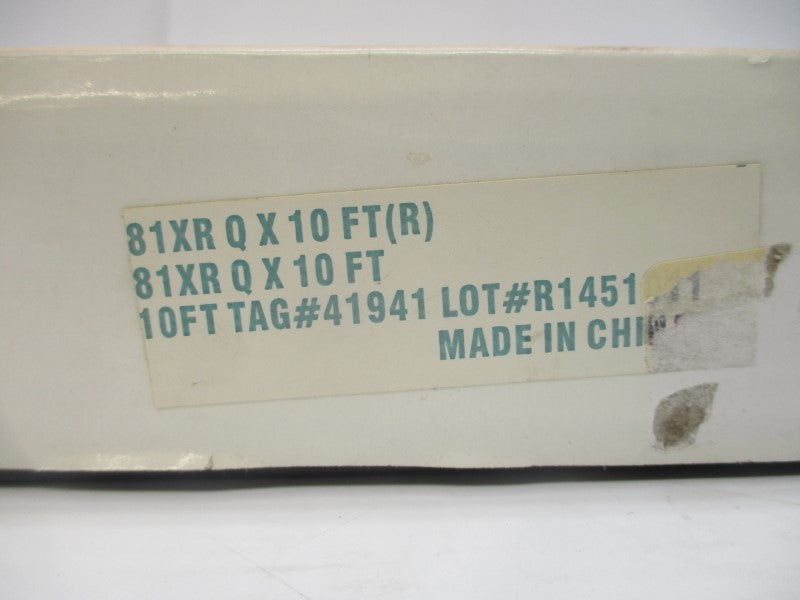 81XR Q X 10 FT(R)
81XR Q X 10 FT
10FT TAG#41941 LOT#R1451
MADE IN CHI